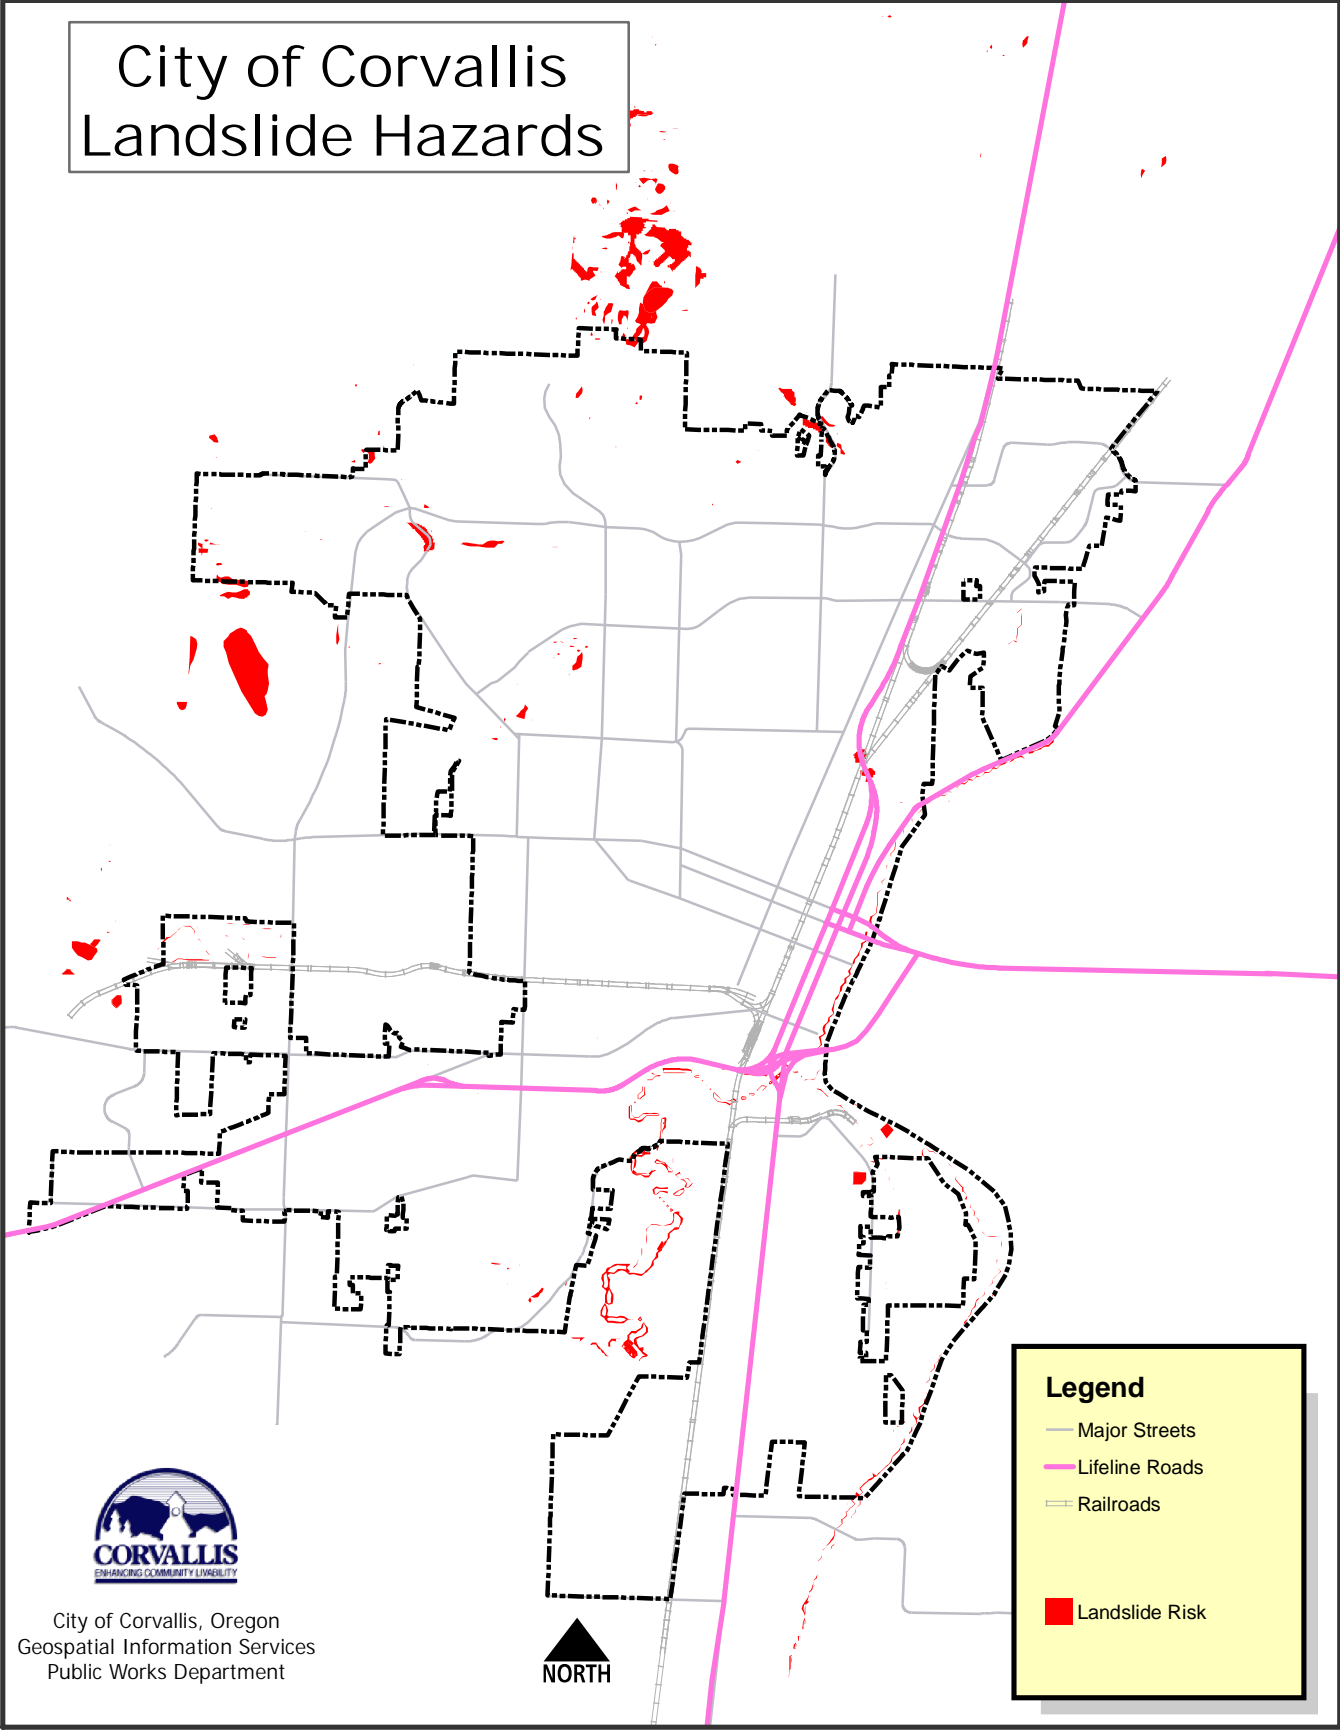 City of Corvallis
Landslide Hazards
Legend
Major Streets
Lifeline Roads
Railroads
Landslide Risk
CORVALLIS
ENHANCING COMMUNITY LIVABILITY
City of Corvallis, Oregon
Geospatial Information Services
Public Works Department
NORTH